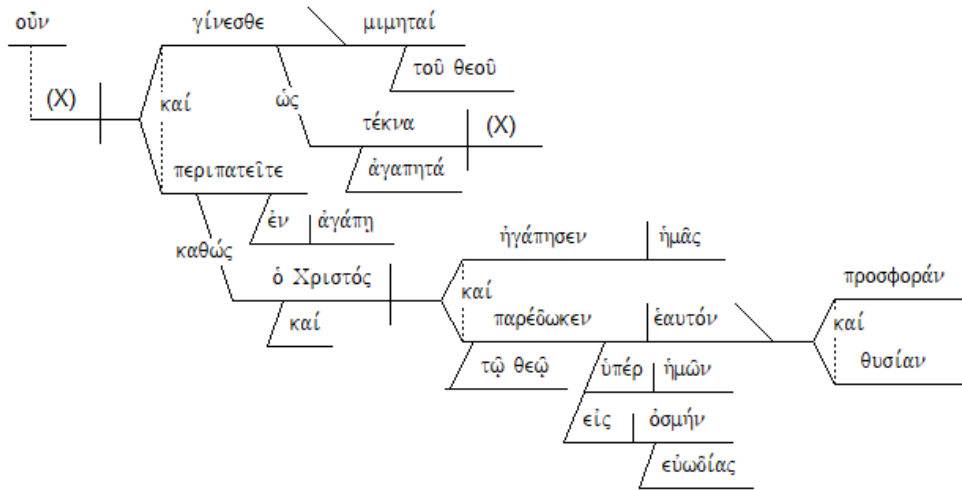 οὖν γίνεσθε μιμηταί
τοῦ θεοῦ
(X) καί ὡς
τέκνα (X)
περιπατεῖτε ἀγαπητά
ἐν ἀγάπῃ
καθώς ἠγάπησεν ἡμᾶς
ὁ Χριστός προσφοράν
καί καί
παρέδωκεν ἑαυτόν καί
τῷ θεῷ ὑπέρ ἡμῶν θυσίαν
εἰς ὀσμήν
εὐωδίας